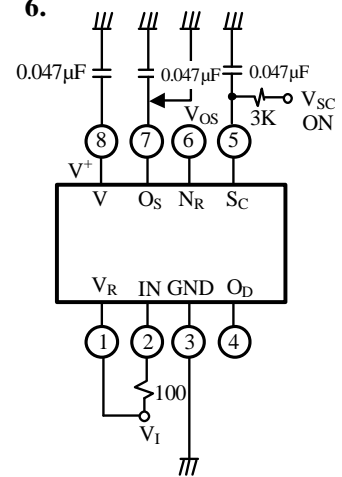 6.
0.047μF
0.047μF
0.047μF
V_OS
V_SC
3K
ON
8
7
6
5
V⁺
V
O_S
N_R
S_C
V_R
IN
GND
O_D
1
2
3
4
100
V_I